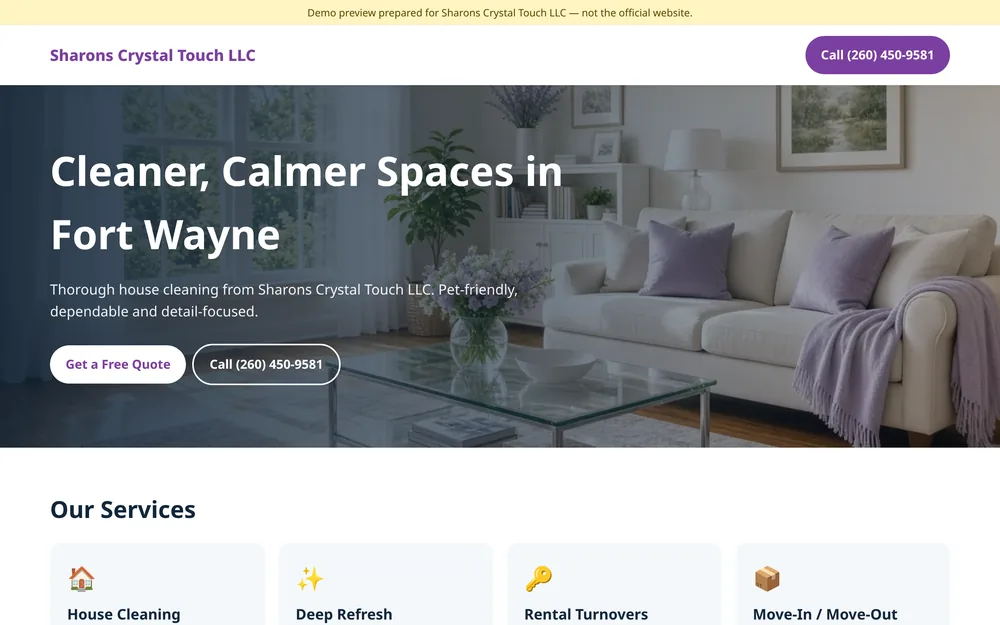 Demo preview prepared for Sharons Crystal Touch LLC — not the official website.
Sharons Crystal Touch LLC
Call (260) 450-9581
Cleaner, Calmer Spaces in
Fort Wayne
Thorough house cleaning from Sharons Crystal Touch LLC. Pet-friendly,
dependable and detail-focused.
Get a Free Quote
Call (260) 450-9581
Our Services
House Cleaning
Deep Refresh
Rental Turnovers
Move-In / Move-Out